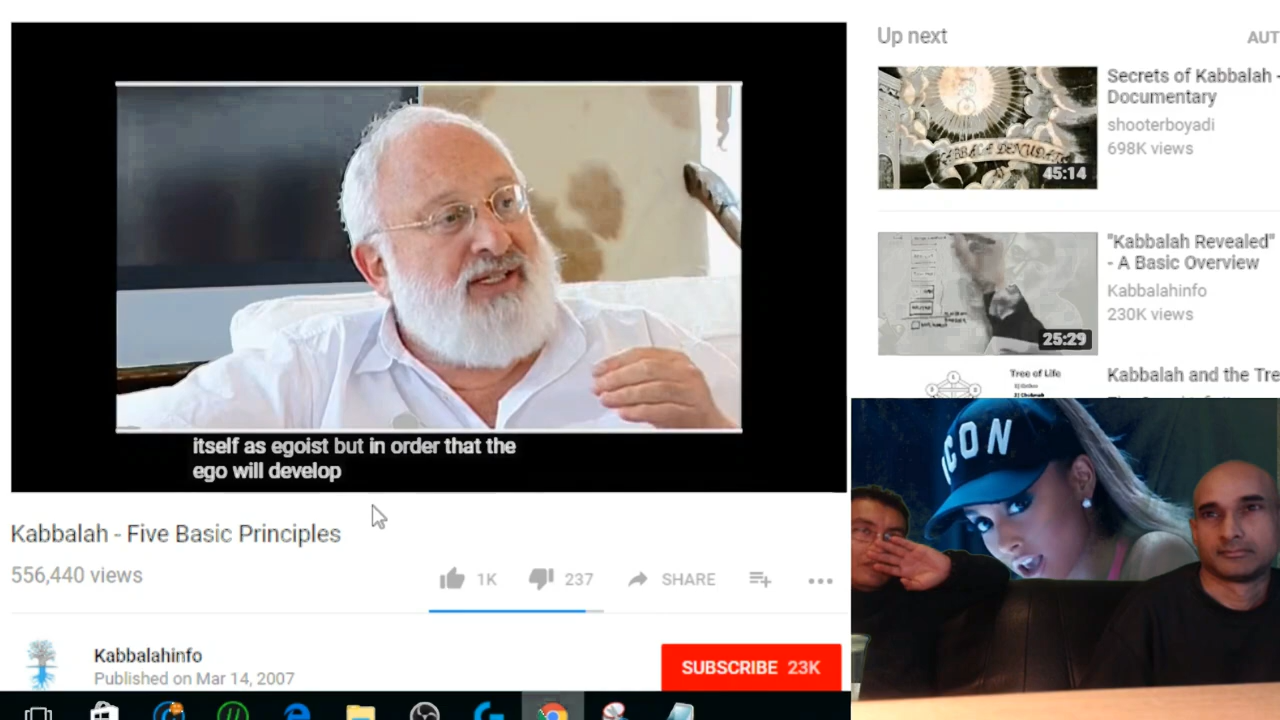 itself as egoist but in order that the
ego will develop
Kabbalah - Five Basic Principles
556,440 views
1K
237
SHARE
Kabbalahinfo
Published on Mar 14, 2007
SUBSCRIBE 23K
Up next
AUT
Secrets of Kabbalah -
Documentary
shooterboyadi
698K views
45:14
"Kabbalah Revealed"
- A Basic Overview
Kabbalahinfo
230K views
25:29
Tree of Life
Kabbalah and the Tre
ICON